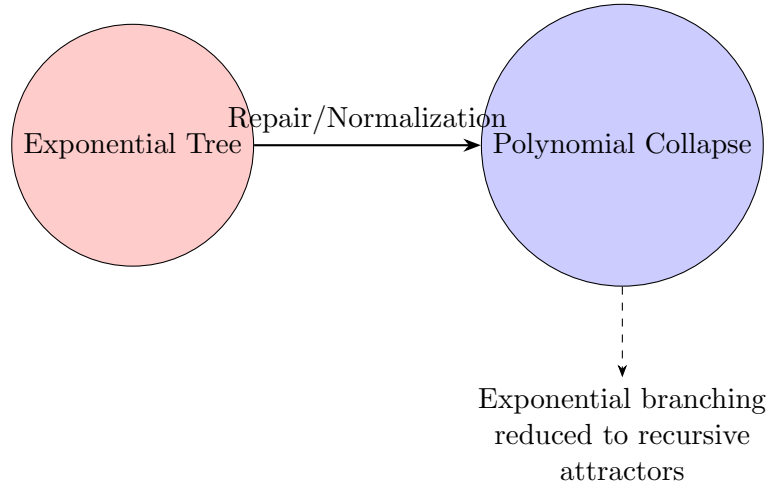 Exponential Tree
Repair/Normalization
Polynomial Collapse
Exponential branching
reduced to recursive
attractors